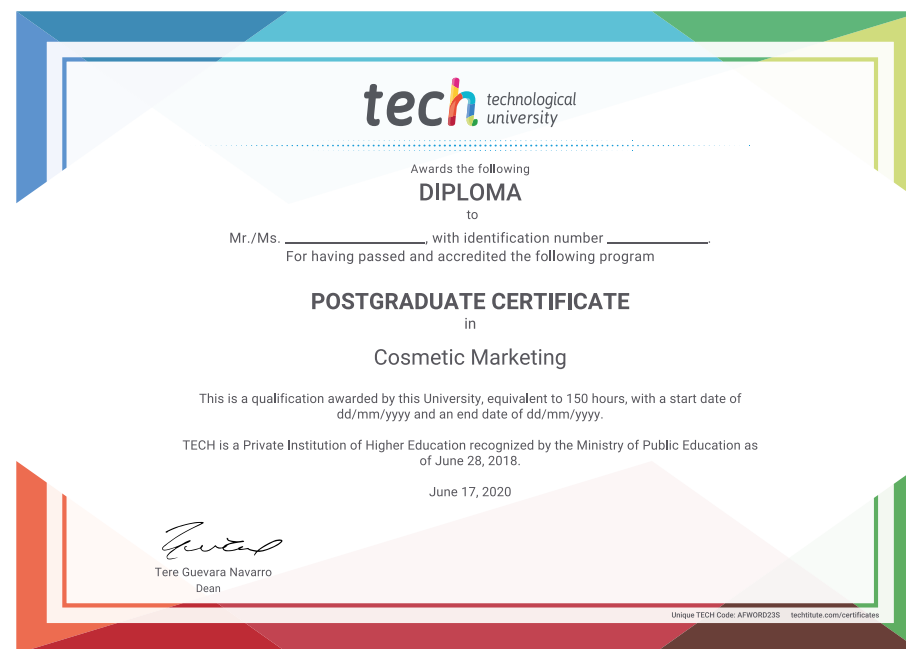 tech technological
university
Awards the following
DIPLOMA
to
Mr./Ms. ____________________, with identification number ______________.
For having passed and accredited the following program
POSTGRADUATE CERTIFICATE
in
Cosmetic Marketing
This is a qualification awarded by this University, equivalent to 150 hours, with a start date of
dd/mm/yyyy and an end date of dd/mm/yyyy.
TECH is a Private Institution of Higher Education recognized by the Ministry of Public Education as
of June 28, 2018.
June 17, 2020
Tere Guevara Navarro
Dean
Unique TECH Code: AFWORD23S techtitute.com/certificates